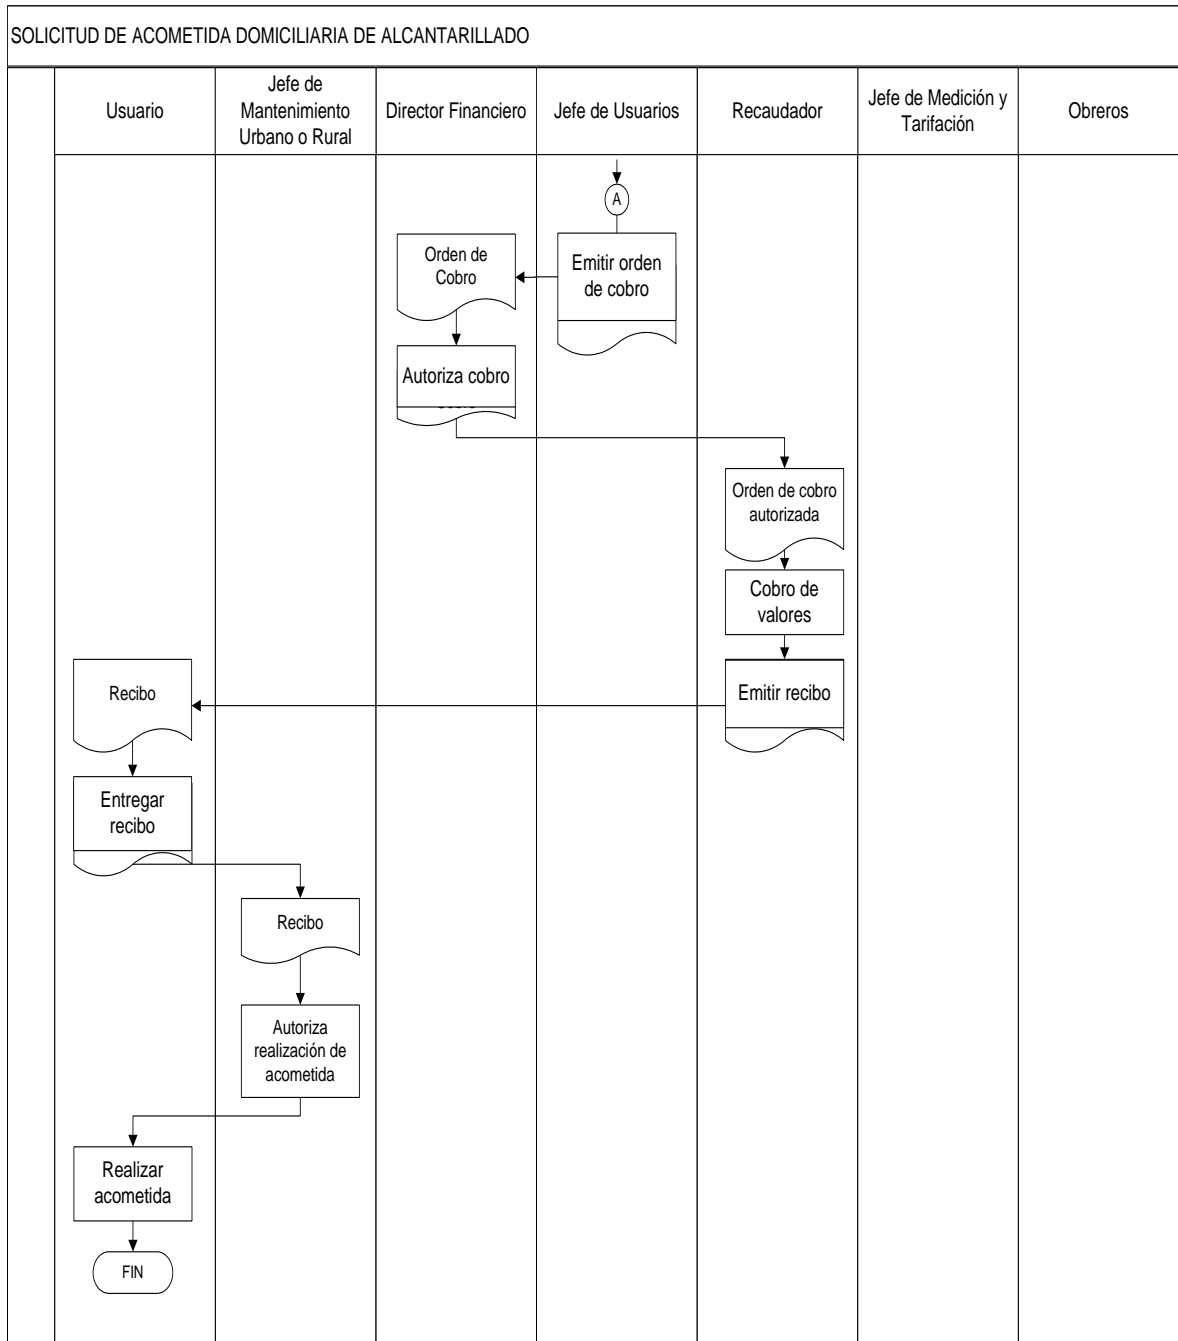 SOLICITUD DE ACOMETIDA DOMICILIARIA DE ALCANTARILLADO
Usuario
Jefe de
Mantenimiento
Urbano o Rural
Director Financiero
Jefe de Usuarios
Recaudador
Jefe de Medición y
Tarifación
Obreros
A
Orden de
Cobro
Emitir orden
de cobro
Autoriza cobro
Orden de cobro
autorizada
Cobro de
valores
Recibo
Emitir recibo
Entregar
recibo
Recibo
Autoriza
realización de
acometida
Realizar
acometida
FIN